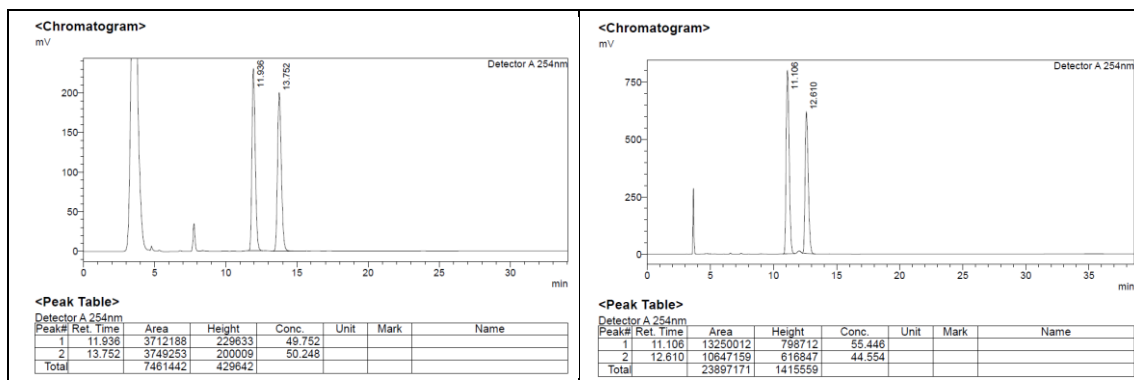 <Chromatogram>
mV
Detector A 254nm
11.936
13.752
200
150
100
50
0
0 5 10 15 20 25 30
min
<Peak Table>
Detector A 254nm
Peak# Ret. Time Area Height Conc. Unit Mark Name
1 11.936 3712188 229633 49.752
2 13.752 3749253 200009 50.248
Total 7461442 429642
<Chromatogram>
mV
Detector A 254nm
11.106
12.610
750
500
250
0
0 5 10 15 20 25 30 35
min
<Peak Table>
Detector A 254nm
Peak# Ret. Time Area Height Conc. Unit Mark Name
1 11.106 13250012 798712 55.446
2 12.610 10647159 616847 44.554
Total 23897171 1415559